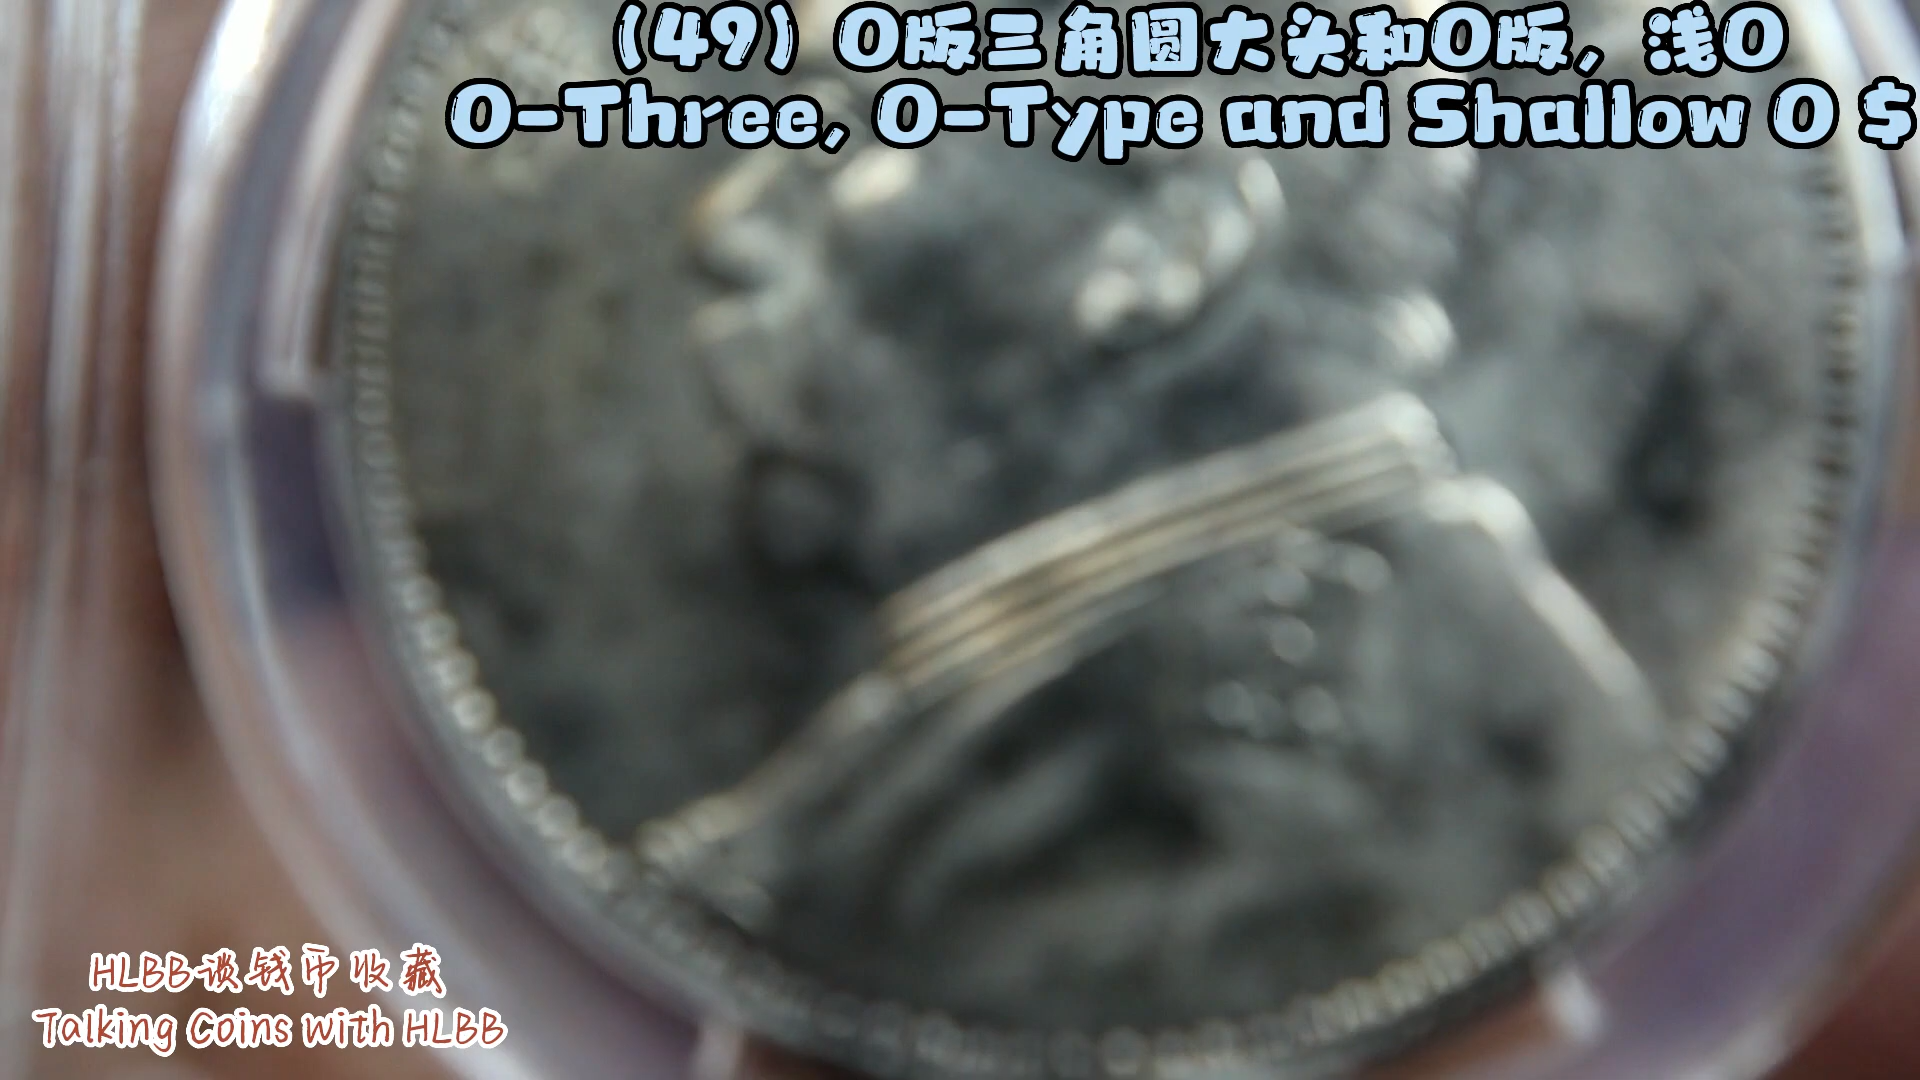 （49）O版三角圆大头和O版，浅O
O-Three, O-Type and Shallow O $
HLBB谈钱币收藏
Talking Coins with HLBB